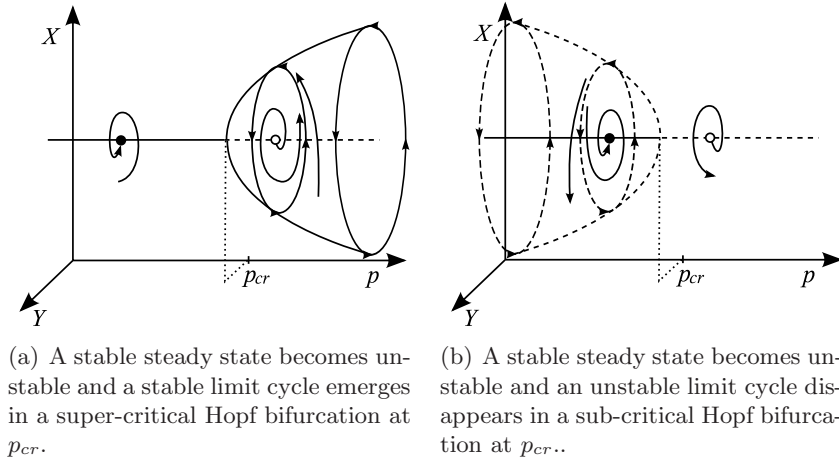 X
p_cr
p
Y
X
p_cr
p
Y
(a) A stable steady state becomes un-
stable and a stable limit cycle emerges
in a super-critical Hopf bifurcation at
p_cr.
(b) A stable steady state becomes un-
stable and an unstable limit cycle dis-
appears in a sub-critical Hopf bifurca-
tion at p_cr..